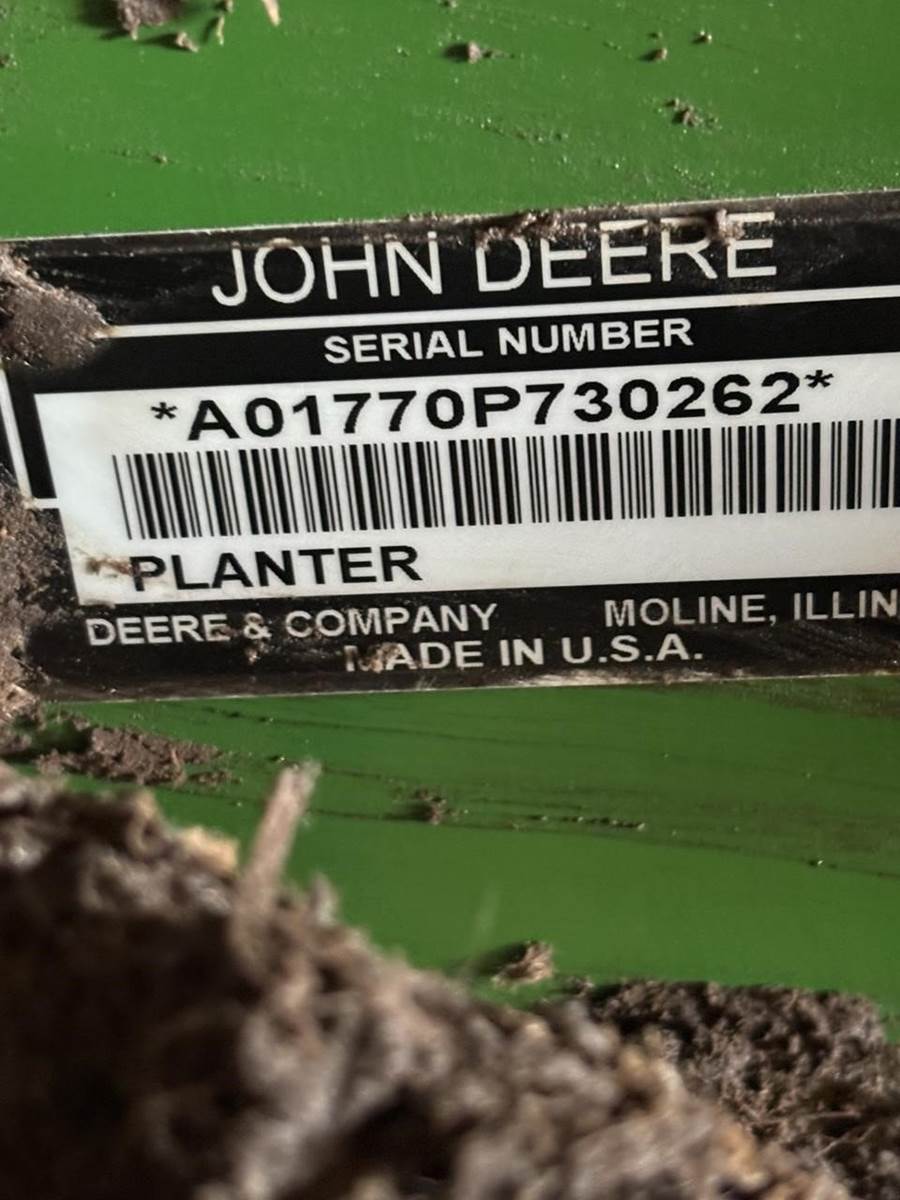 JOHN DEERE
SERIAL NUMBER
*A01770P730262*
PLANTER
DEERE & COMPANY MOLINE, ILLIN
MADE IN U.S.A.